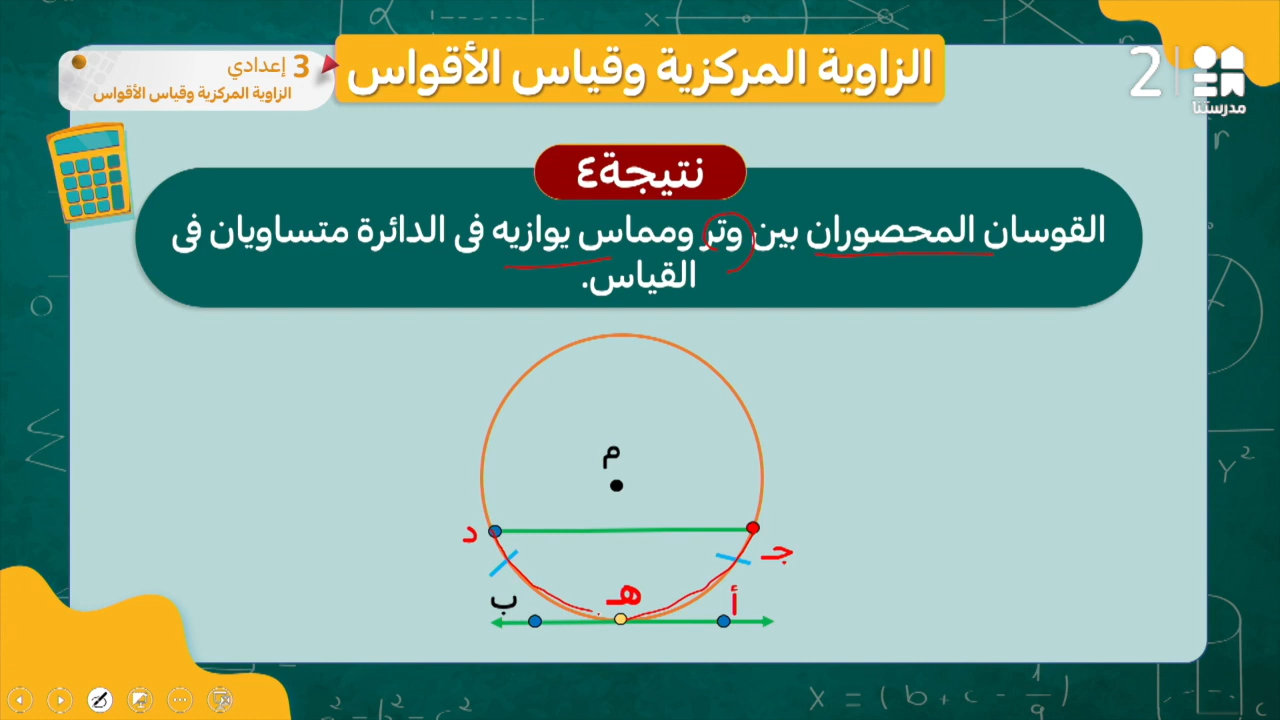 الزاوية المركزية وقياس الأقواس
3 إعدادي
الزاوية المركزية وقياس الأقواس
2
مدرستنا
نتيجة٤
القوسان المحصوران بين وتر ومماس يوازيه فى الدائرة متساويان فى
القياس.
م
د
جـ
هـ
أ
ب
r
Y²
X = ( b + c -